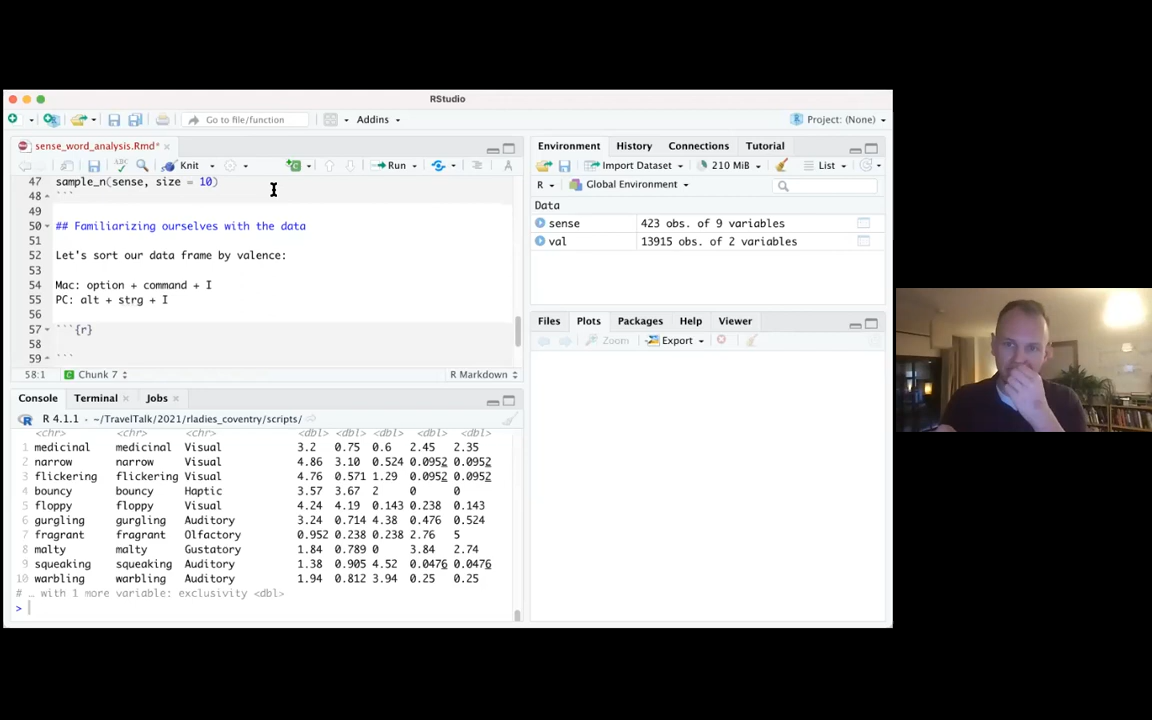 RStudio
Go to file/function
Addins
Project: (None)
sense_word_analysis.Rmd*
Knit
Run
47 sample_n(sense, size = 10)
48 ```
49
50 ## Familiarizing ourselves with the data
51
52 Let's sort our data frame by valence:
53
54 Mac: option + command + I
55 PC: alt + strg + I
56
57 ```{r}
58
59 ```
58:1 Chunk 7 R Markdown
Console Terminal Jobs
R 4.1.1 · ~/TravelTalk/2021/rladies_coventry/scripts/
<chr> <chr> <chr> <dbl> <dbl> <dbl> <dbl> <dbl>
1 medicinal medicinal Visual 3.2 0.75 0.6 2.45 2.35
2 narrow narrow Visual 4.86 3.10 0.524 0.0952 0.0952
3 flickering flickering Visual 4.76 0.571 1.29 0.0952 0.0952
4 bouncy bouncy Haptic 3.57 3.67 2 0 0
5 floppy floppy Visual 4.24 4.19 0.143 0.238 0.143
6 gurgling gurgling Auditory 3.24 0.714 4.38 0.476 0.524
7 fragrant fragrant Olfactory 0.952 0.238 0.238 2.76 5
8 malty malty Gustatory 1.84 0.789 0 3.84 2.74
9 squeaking squeaking Auditory 1.38 0.905 4.52 0.0476 0.0476
10 warbling warbling Auditory 1.94 0.812 3.94 0.25 0.25
# … with 1 more variable: exclusivity <dbl>
>
Environment History Connections Tutorial
Import Dataset 210 MiB List
R Global Environment
Data
sense 423 obs. of 9 variables
val 13915 obs. of 2 variables
Files Plots Packages Help Viewer
Zoom Export